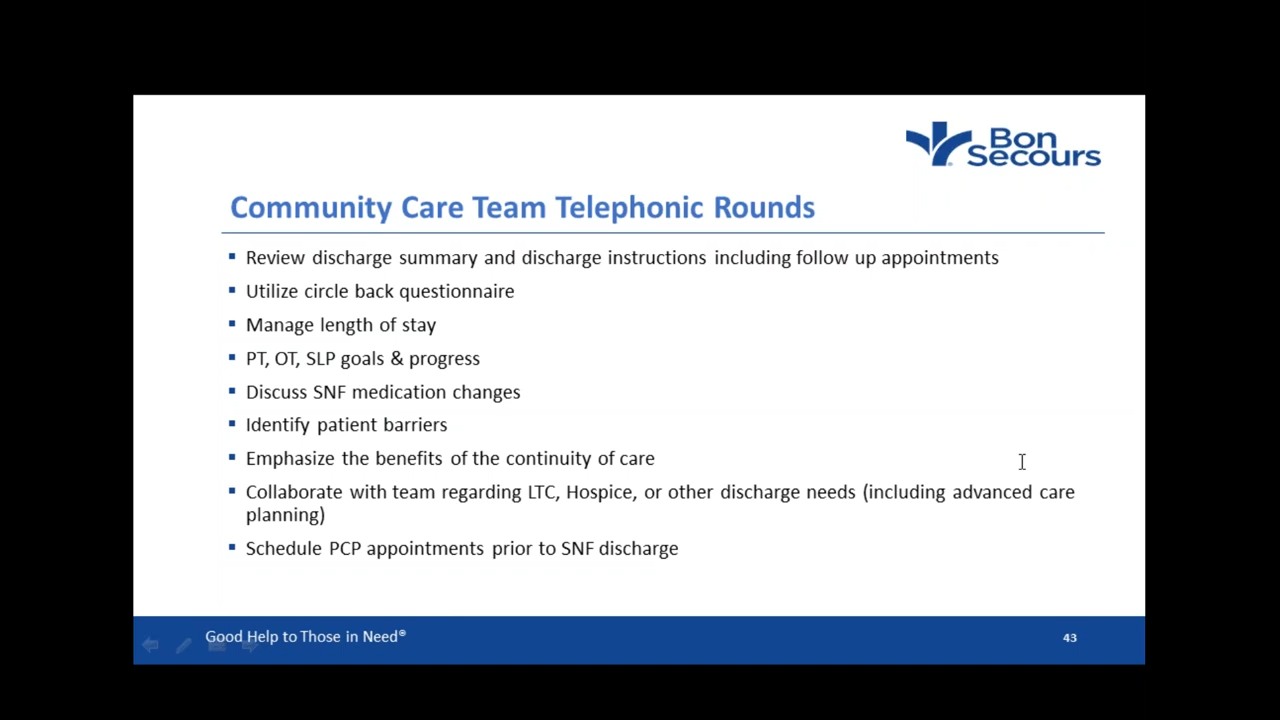 Bon
Secours
Community Care Team Telephonic Rounds
▪ Review discharge summary and discharge instructions including follow up appointments
▪ Utilize circle back questionnaire
▪ Manage length of stay
▪ PT, OT, SLP goals & progress
▪ Discuss SNF medication changes
▪ Identify patient barriers
▪ Emphasize the benefits of the continuity of care
▪ Collaborate with team regarding LTC, Hospice, or other discharge needs (including advanced care
planning)
▪ Schedule PCP appointments prior to SNF discharge
Good Help to Those in Need®
43